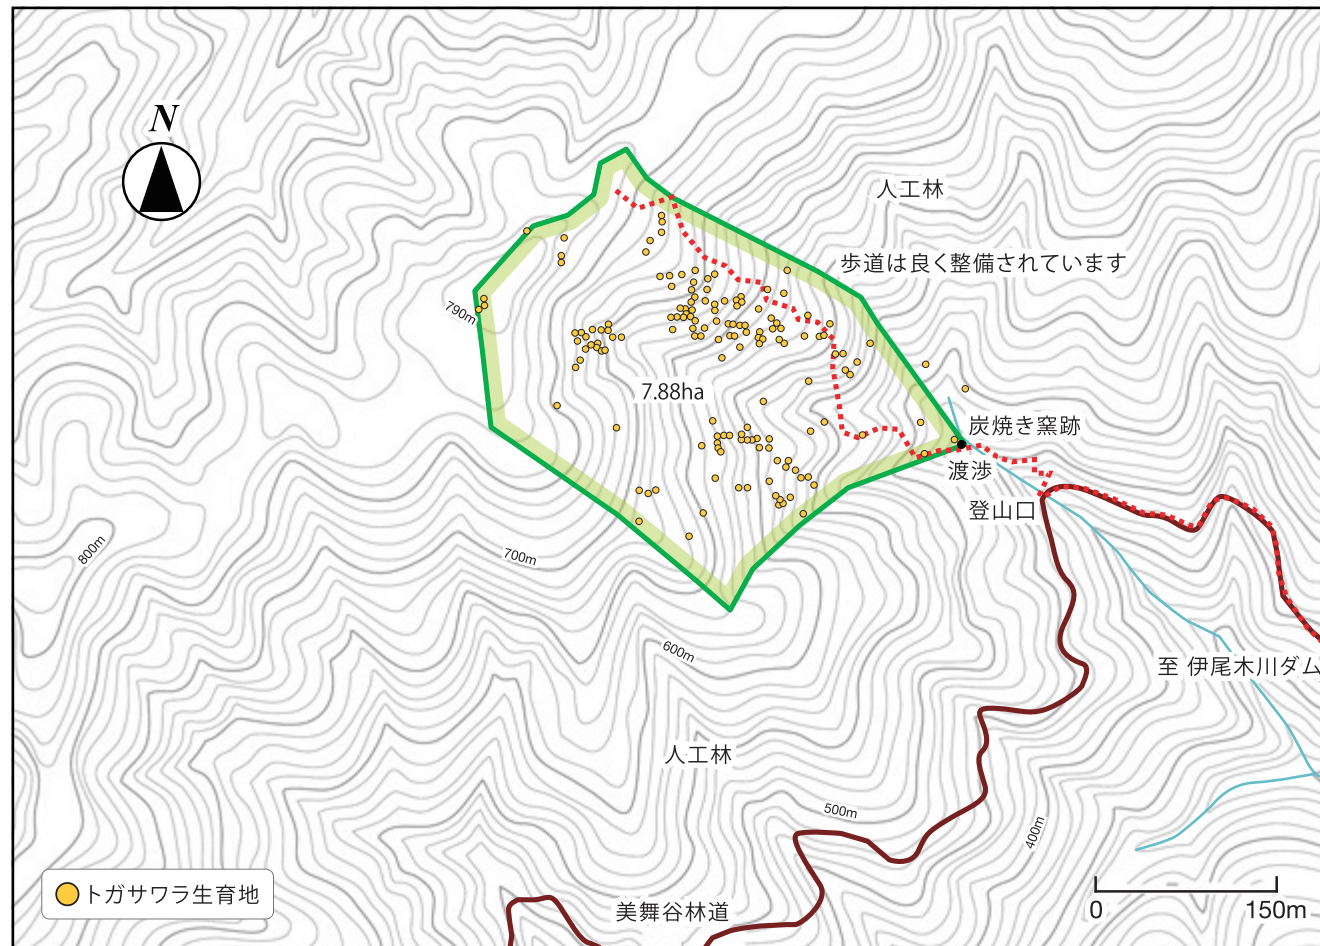 N
人工林
歩道は良く整備されています
790m
7.88ha
炭焼き窯跡
渡渉
登山口
800m
700m
600m
至 伊尾木川ダム
人工林
500m
400m
トガサワラ生育地
美舞谷林道
0 150m